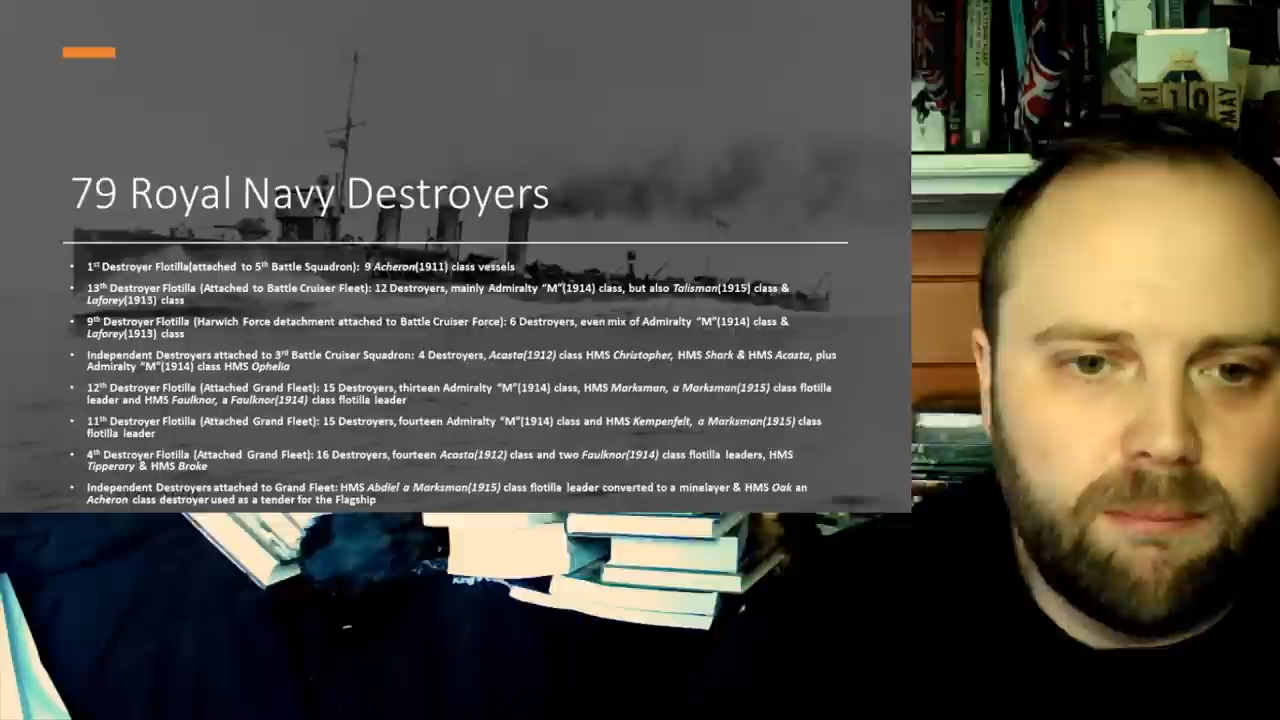 79 Royal Navy Destroyers
• 1st Destroyer Flotilla(attached to 5th Battle Squadron): 9 Acheron(1911) class vessels
• 13th Destroyer Flotilla (Attached to Battle Cruiser Fleet): 12 Destroyers, mainly Admiralty "M"(1914) class, but also Talisman(1915) class &
Laforey(1913) class
• 9th Destroyer Flotilla (Harwich Force detachment attached to Battle Cruiser Force): 6 Destroyers, even mix of Admiralty "M"(1914) class &
Laforey(1913) class
• Independent Destroyers attached to 3rd Battle Cruiser Squadron: 4 Destroyers, Acasta(1912) class HMS Christopher, HMS Shark & HMS Acasta, plus
Admiralty "M"(1914) class HMS Ophelia
• 12th Destroyer Flotilla (Attached Grand Fleet): 15 Destroyers, thirteen Admiralty "M"(1914) class, HMS Marksman, a Marksman(1915) class flotille
leader and HMS Faulknor, a Faulknor(1914) class flotilla leader
• 11th Destroyer Flotilla (Attached Grand Fleet): 15 Destroyers, fourteen Admiralty "M"(1914) class and HMS Kempenfelt, a Marksman(1915) class
flotilla leader
• 4th Destroyer Flotilla (Attached Grand Fleet): 16 Destroyers, fourteen Acasta(1912) class and two Faulknor(1914) class flotilla leaders, HMS
Tipperary & HMS Broke
• Independent Destroyers attached to Grand Fleet: HMS Abdiel a Marksman(1915) class flotilla leader converted to a minelayer & HMS Oak an
Acheron class destroyer used as a tender for the Flagship
FRI 19 MAY